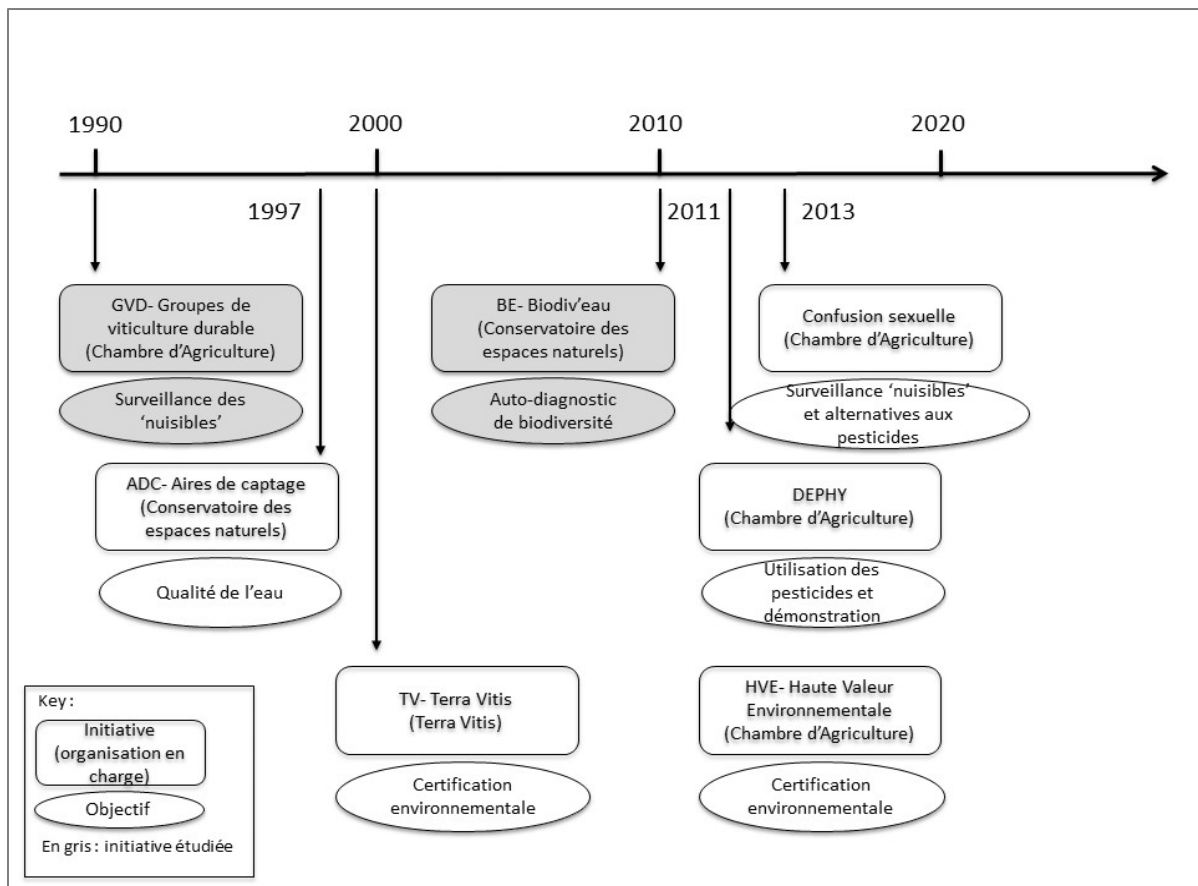 1990
2000
2010
2020
1997
2011
2013
GVD- Groupes de
viticulture durable
(Chambre d’Agriculture)
Surveillance des
‘nuisibles’
BE- Biodiv’eau
(Conservatoire des
espaces naturels)
Auto-diagnostic
de biodiversité
Confusion sexuelle
(Chambre d’Agriculture)
Surveillance ‘nuisibles’
et alternatives aux
pesticides
ADC- Aires de captage
(Conservatoire des
espaces naturels)
Qualité de l’eau
DEPHY
(Chambre d’Agriculture)
Utilisation des
pesticides et
démonstration
TV- Terra Vitis
(Terra Vitis)
Certification
environnementale
HVE- Haute Valeur
Environnementale
(Chambre d’Agriculture)
Certification
environnementale
Key :
Initiative
(organisation en
charge)
Objectif
En gris : initiative étudiée